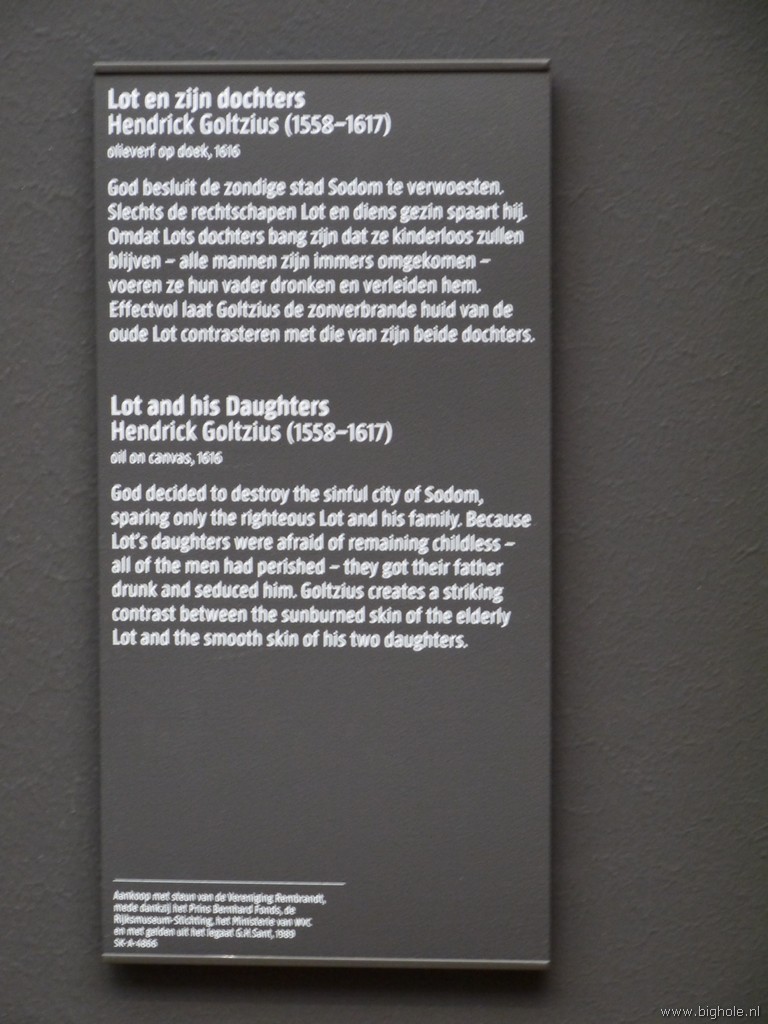 Lot en zijn dochters
Hendrick Goltzius (1558–1617)
olieverf op doek, 1616
God besluit de zondige stad Sodom te verwoesten.
Slechts de rechtschapen Lot en diens gezin spaart hij.
Omdat Lots dochters bang zijn dat ze kinderloos zullen
blijven – alle mannen zijn immers omgekomen –
voeren ze hun vader dronken en verleiden hem.
Effectvol laat Goltzius de zonverbrande huid van de
oude Lot contrasteren met die van zijn beide dochters.
Lot and his Daughters
Hendrick Goltzius (1558–1617)
oil on canvas, 1616
God decided to destroy the sinful city of Sodom,
sparing only the righteous Lot and his family. Because
Lot's daughters were afraid of remaining childless –
all of the men had perished – they got their father
drunk and seduced him. Goltzius creates a striking
contrast between the sunburned skin of the elderly
Lot and the smooth skin of his two daughters.
Aankoop met steun van de Vereniging Rembrandt,
mede dankzij het Prins Bernhard Fonds, de
Rijksmuseum-Stichting, het Ministerie van WVC
en met gelden uit het legaat G.H.Sant, 1989
SK-A-4866
www.bighole.nl